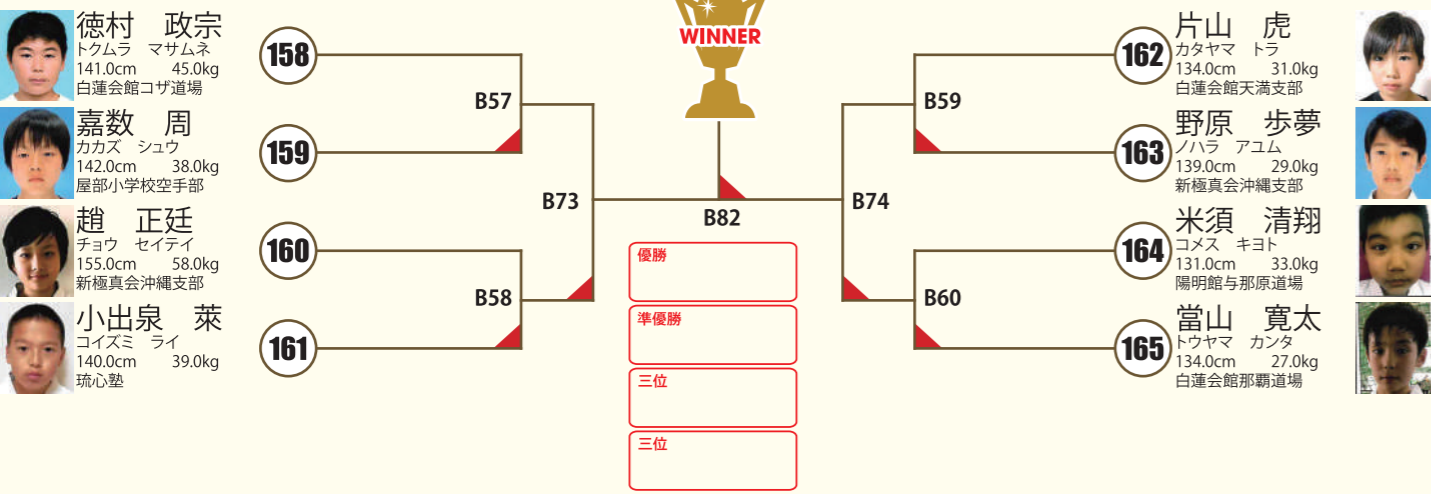 徳村 政宗
トクムラ マサムネ
141.0cm 45.0kg
白蓮会館コザ道場
158
嘉数 周
カカズ シュウ
142.0cm 38.0kg
屋部小学校空手部
159
趙 正廷
チョウ セイテイ
155.0cm 58.0kg
新極真会沖縄支部
160
小出泉 萊
コイズミ ライ
140.0cm 39.0kg
琉心塾
161
B57
B58
B73
WINNER
B82
優勝
準優勝
三位
三位
B74
B59
B60
162
片山 虎
カタヤマ トラ
134.0cm 31.0kg
白蓮会館天満支部
163
野原 歩夢
ノハラ アユム
139.0cm 29.0kg
新極真会沖縄支部
164
米須 清翔
コメス キヨト
131.0cm 33.0kg
陽明館与那原道場
165
當山 寛太
トウヤマ カンタ
134.0cm 27.0kg
白蓮会館那覇道場